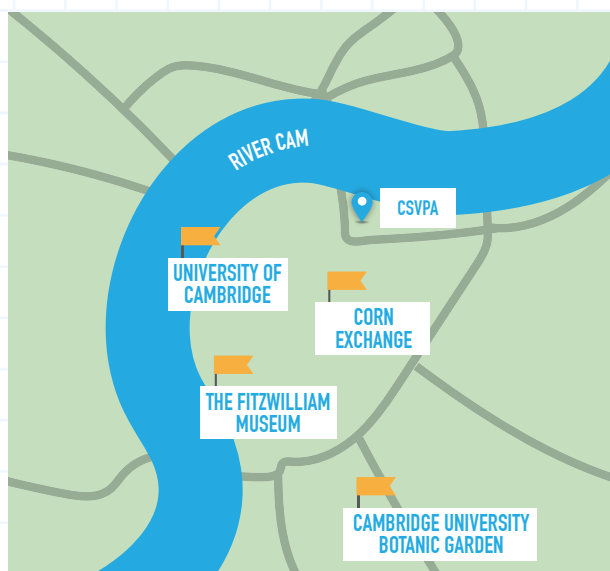 RIVER CAM
CSVPA
UNIVERSITY OF
CAMBRIDGE
CORN
EXCHANGE
THE FITZWILLIAM
MUSEUM
CAMBRIDGE UNIVERSITY
BOTANIC GARDEN